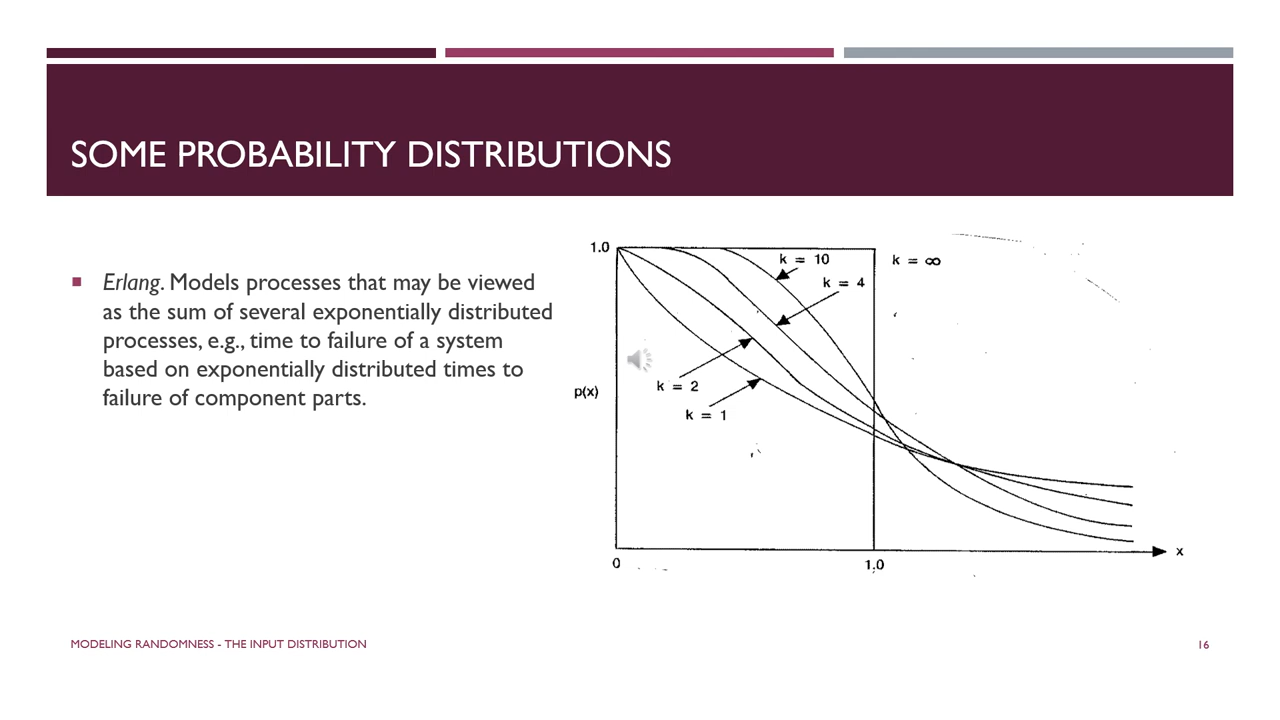 SOME PROBABILITY DISTRIBUTIONS
▪ Erlang. Models processes that may be viewed
as the sum of several exponentially distributed
processes, e.g., time to failure of a system
based on exponentially distributed times to
failure of component parts.
1.0
k = 10
k = ∞
k = 4
k = 2
p(x)
k = 1
x
0
1.0
MODELING RANDOMNESS - THE INPUT DISTRIBUTION
16